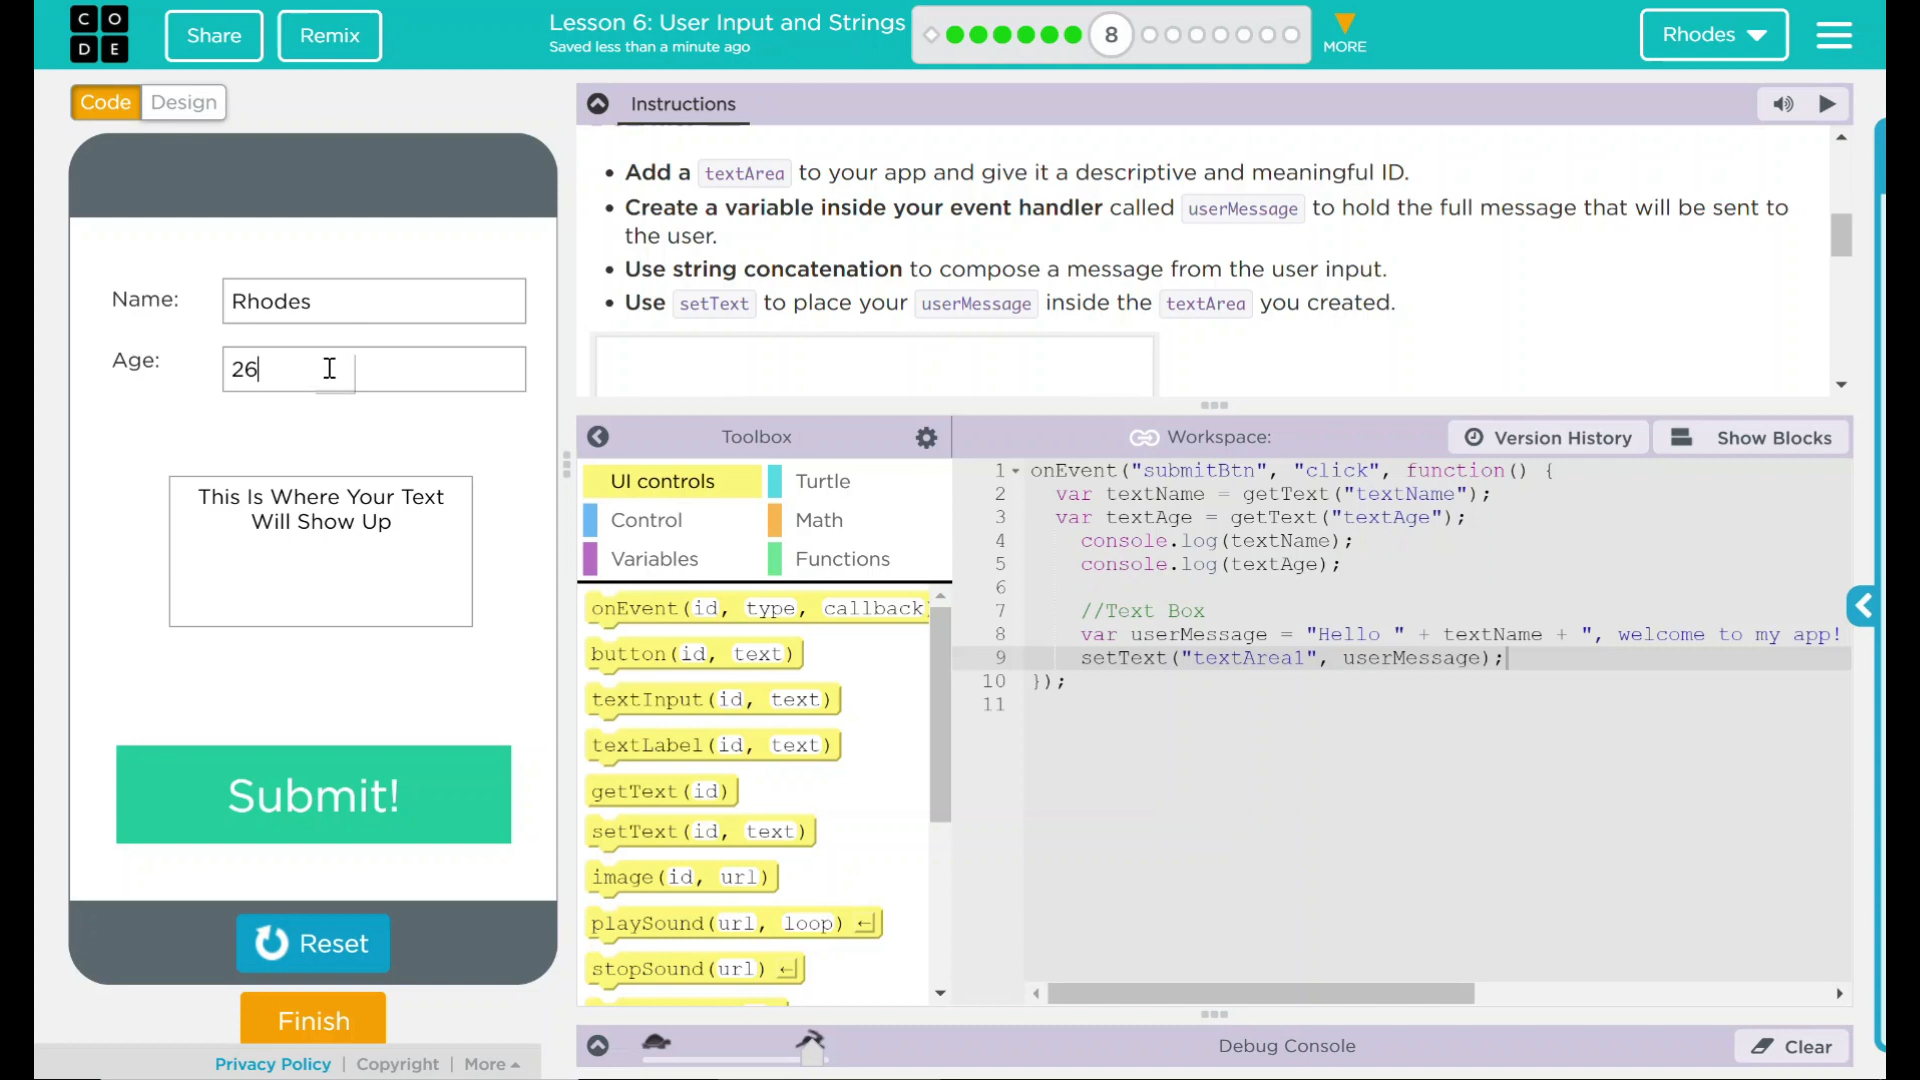 C O
D E
Share
Remix
Lesson 6: User Input and Strings
Saved less than a minute ago
8
MORE
Rhodes
Code
Design
Instructions
Add a textArea to your app and give it a descriptive and meaningful ID.
Create a variable inside your event handler called userMessage to hold the full message that will be sent to
the user.
Use string concatenation to compose a message from the user input.
Use setText to place your userMessage inside the textArea you created.
Name:
Rhodes
Age:
26
This Is Where Your Text
Will Show Up
Submit!
Reset
Finish
Privacy Policy | Copyright | More
Toolbox
Workspace:
Version History
Show Blocks
UI controls
Turtle
Control
Math
Variables
Functions
onEvent(id, type, callback)
button(id, text)
textInput(id, text)
textLabel(id, text)
getText(id)
setText(id, text)
image(id, url)
playSound(url, loop)
stopSound(url)
1 onEvent("submitBtn", "click", function() {
2 var textName = getText("textName");
3 var textAge = getText("textAge");
4 console.log(textName);
5 console.log(textAge);
6
7 //Text Box
8 var userMessage = "Hello " + textName + ", welcome to my app!
9 setText("textArea1", userMessage);
10 });
11
Debug Console
Clear